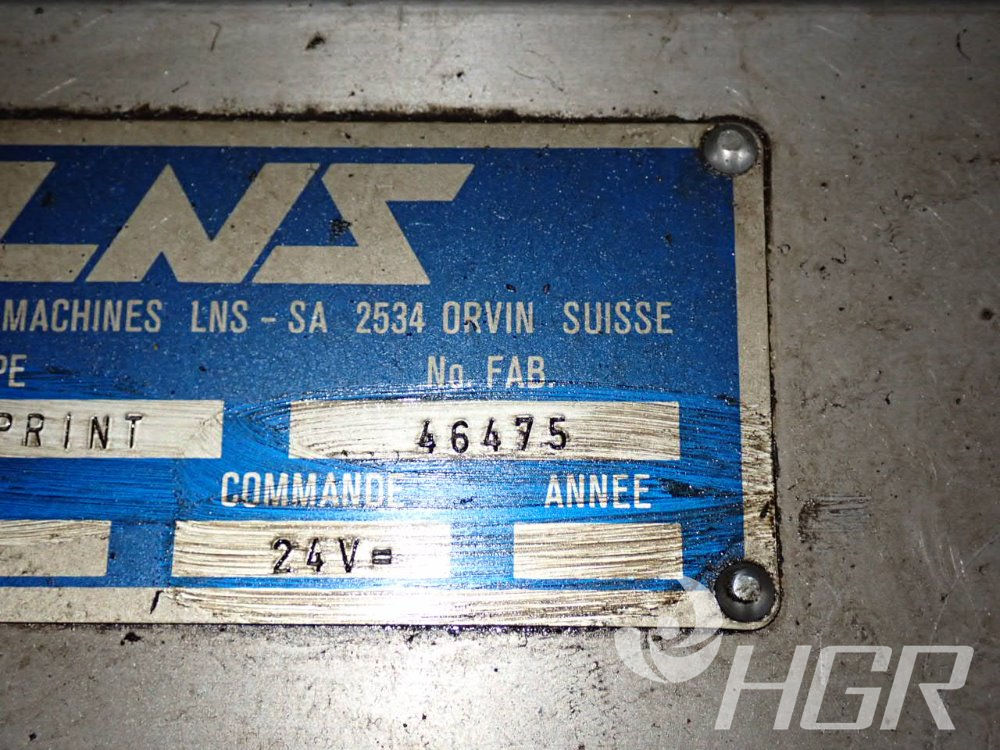 LNS
MACHINES LNS - SA 2534 ORVIN SUISSE
PE No. FAB.
PRINT 46475
COMMANDE ANNEE
24V=
HGR